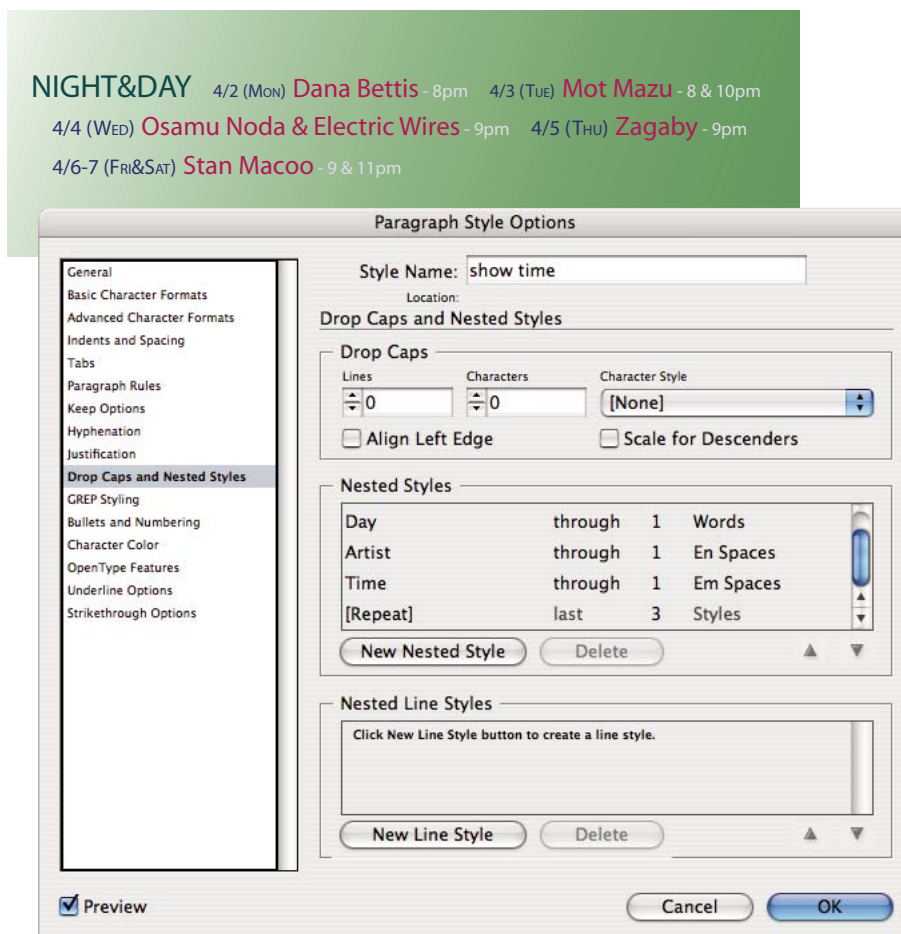 NIGHT&DAY 4/2 (Mon) Dana Bettis - 8pm 4/3 (Tue) Mot Mazu - 8 & 10pm
4/4 (Wed) Osamu Noda & Electric Wires - 9pm 4/5 (Thu) Zagaby - 9pm
4/6-7 (Fri&Sat) Stan Macoo - 9 & 11pm
Paragraph Style Options
General
Basic Character Formats
Advanced Character Formats
Indents and Spacing
Tabs
Paragraph Rules
Keep Options
Hyphenation
Justification
Drop Caps and Nested Styles
GREP Styling
Bullets and Numbering
Character Color
OpenType Features
Underline Options
Strikethrough Options
Style Name: show time
Location:
Drop Caps and Nested Styles
Drop Caps
Lines Characters Character Style
0 0 [None]
Align Left Edge Scale for Descenders
Nested Styles
Day through 1 Words
Artist through 1 En Spaces
Time through 1 Em Spaces
[Repeat] last 3 Styles
New Nested Style Delete
Nested Line Styles
Click New Line Style button to create a line style.
New Line Style Delete
Preview Cancel OK